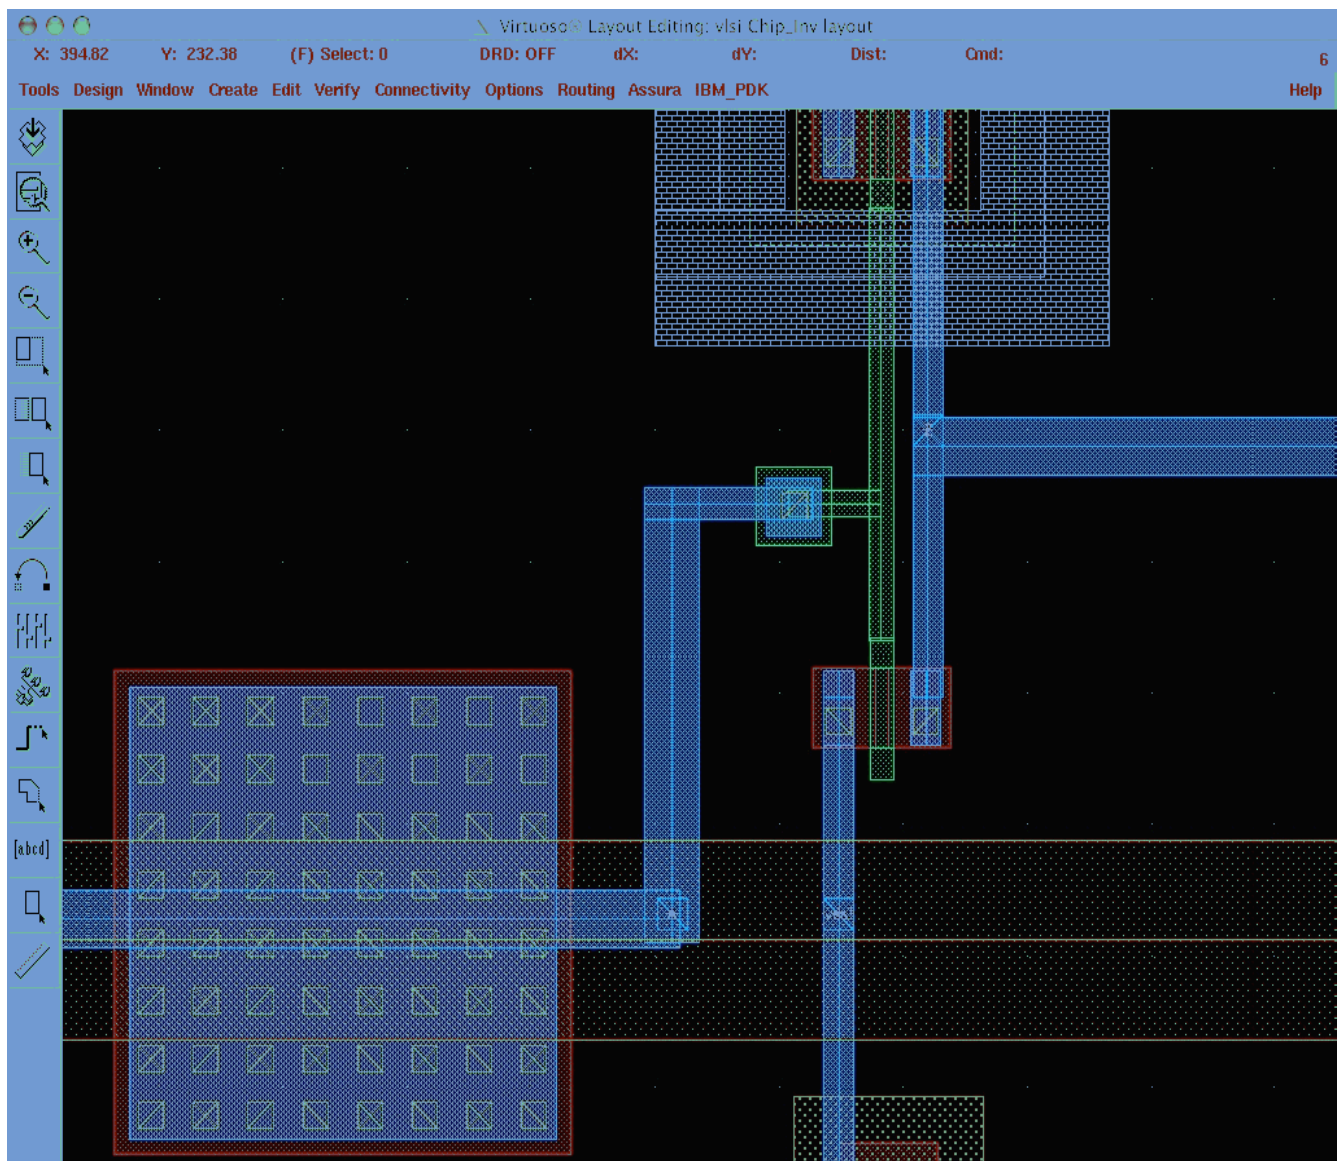 Virtuoso® Layout Editing: vlsi Chip_Inv layout
X: 394.82 Y: 232.38 (F) Select: 0 DRD: OFF dX: dY: Dist: Cmd: 6
Tools Design Window Create Edit Verify Connectivity Options Routing Assura IBM_PDK Help
[abcd]